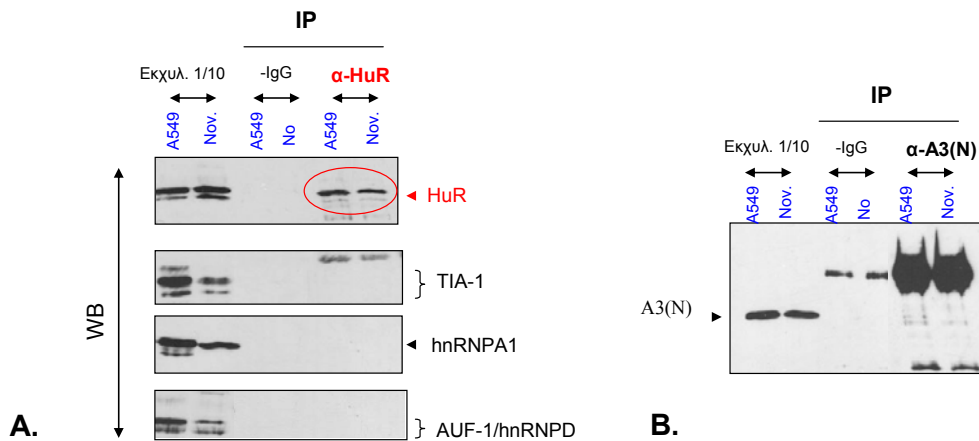 IP
Εκχυλ. 1/10 -IgG α-HuR
A549 Nov. A549 No A549 Nov.
HuR
TIA-1
hnRNPA1
AUF-1/hnRNPD
WB
A.
IP
Εκχυλ. 1/10 -IgG α-A3(N)
A549 Nov. A549 No A549 Nov.
A3(N)
B.